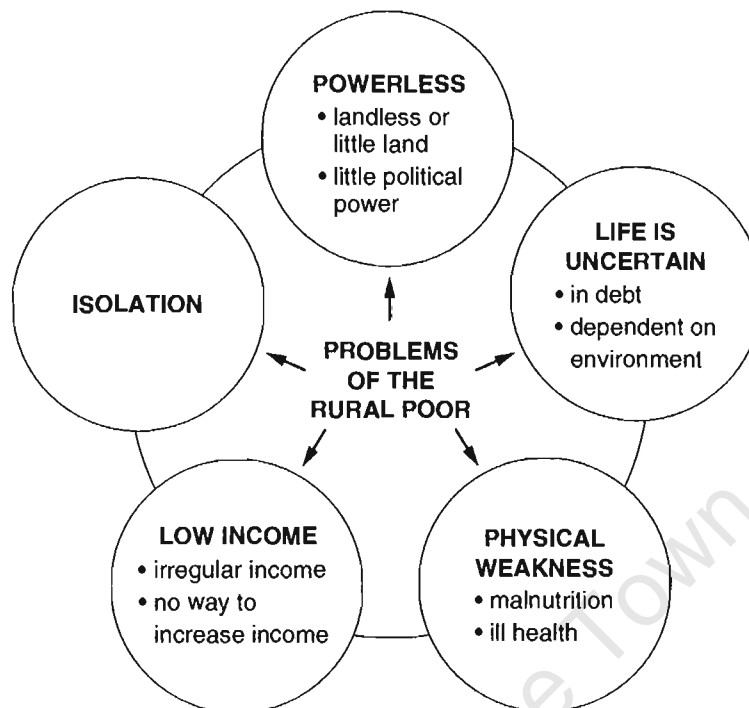 POWERLESS
• landless or
little land
• little political
power
LIFE IS
UNCERTAIN
• in debt
• dependent on
environment
ISOLATION
PROBLEMS
OF THE
RURAL POOR
LOW INCOME
• irregular income
• no way to
increase income
PHYSICAL
WEAKNESS
• malnutrition
• ill health
Town